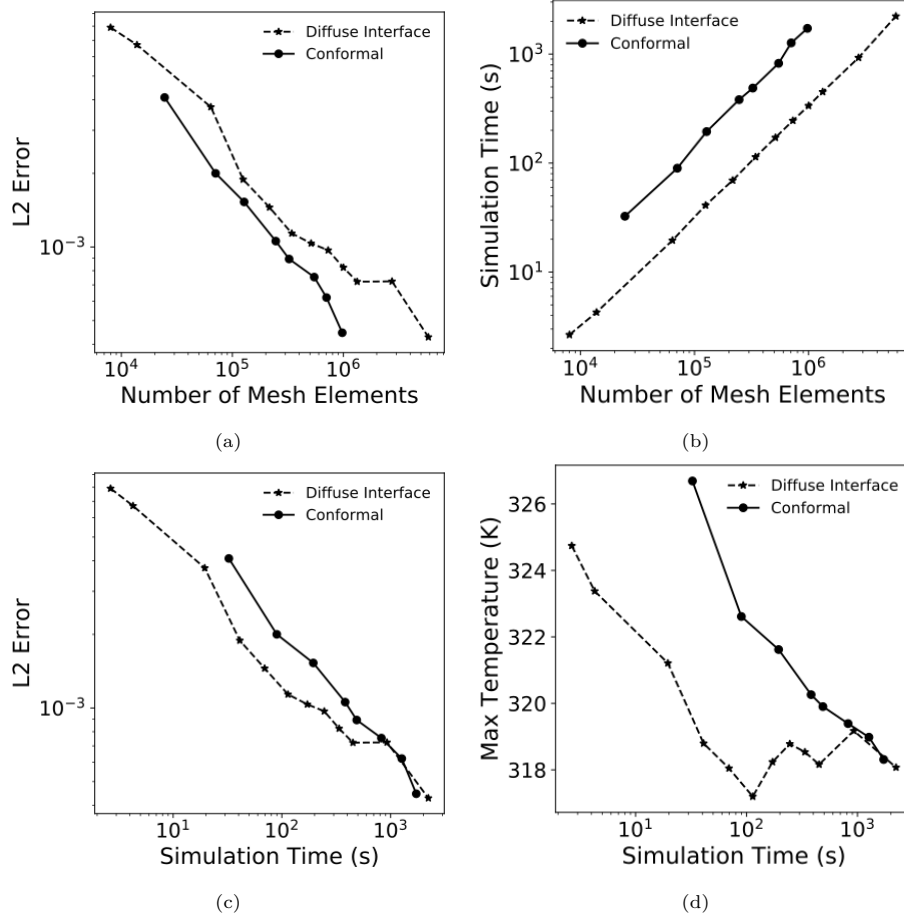 Diffuse Interface
Conformal
L2 Error
10⁻³
10⁴ 10⁵ 10⁶
Number of Mesh Elements
(a)
Diffuse Interface
Conformal
Simulation Time (s)
10³
10²
10¹
10⁴ 10⁵ 10⁶
Number of Mesh Elements
(b)
Diffuse Interface
Conformal
L2 Error
10⁻³
10¹ 10² 10³
Simulation Time (s)
(c)
Diffuse Interface
Conformal
Max Temperature (K)
326
324
322
320
318
10¹ 10² 10³
Simulation Time (s)
(d)